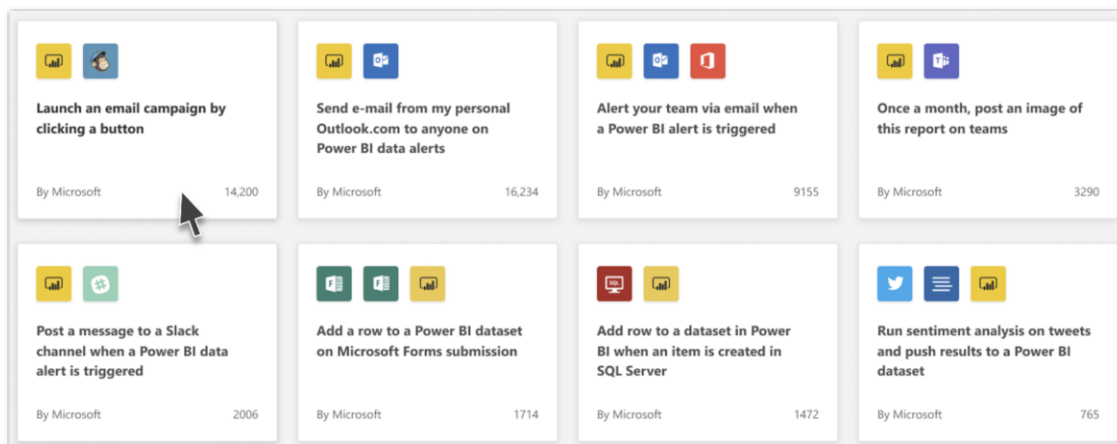 Launch an email campaign by
clicking a button
By Microsoft 14,200
Send e-mail from my personal
Outlook.com to anyone on
Power BI data alerts
By Microsoft 16,234
Alert your team via email when
a Power BI alert is triggered
By Microsoft 9155
Once a month, post an image of
this report on teams
By Microsoft 3290
Post a message to a Slack
channel when a Power BI data
alert is triggered
By Microsoft 2006
Add a row to a Power BI dataset
on Microsoft Forms submission
By Microsoft 1714
SQL
Add row to a dataset in Power
BI when an item is created in
SQL Server
By Microsoft 1472
Run sentiment analysis on tweets
and push results to a Power BI
dataset
By Microsoft 765